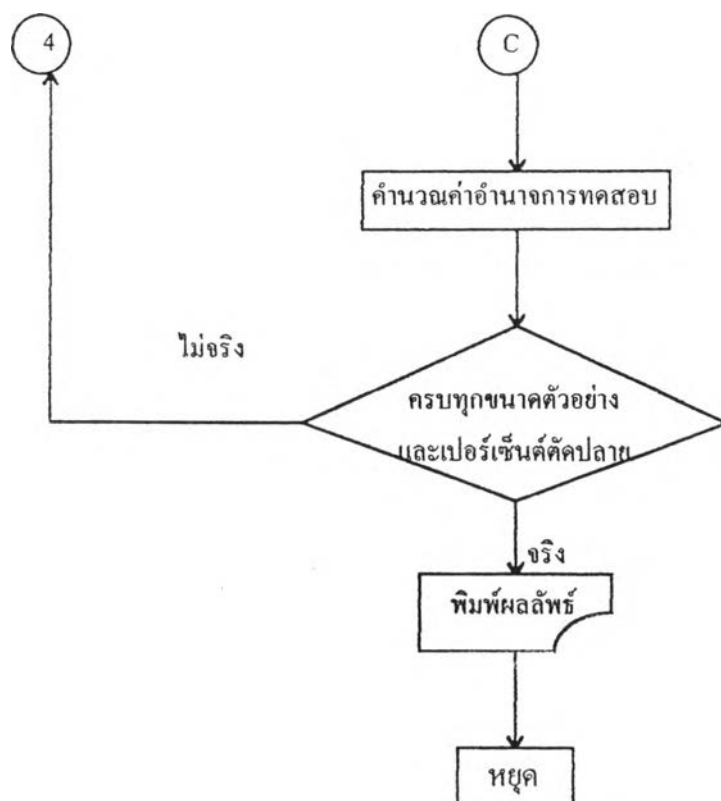 4
C
คำนวณค่าอำนาจการทดสอบ
ไม่จริง
ครบทุกขนาดตัวอย่าง
และเปอร์เซ็นต์ตัดปลาย
จริง
พิมพ์ผลลัพธ์
หยุด